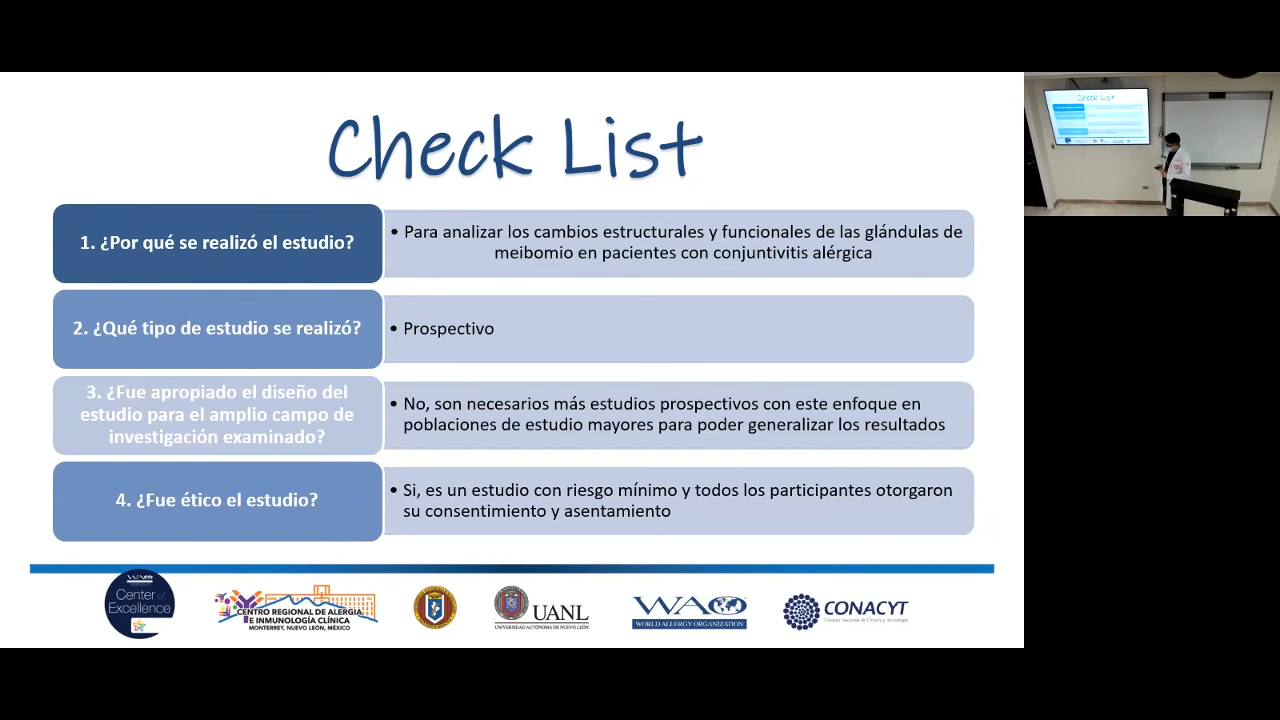 Check List
1. ¿Por qué se realizó el estudio?
• Para analizar los cambios estructurales y funcionales de las glándulas de
meibomio en pacientes con conjuntivitis alérgica
2. ¿Qué tipo de estudio se realizó?
• Prospectivo
3. ¿Fue apropiado el diseño del
estudio para el amplio campo de
investigación examinado?
• No, son necesarios más estudios prospectivos con este enfoque en
poblaciones de estudio mayores para poder generalizar los resultados
4. ¿Fue ético el estudio?
• Si, es un estudio con riesgo mínimo y todos los participantes otorgaron
su consentimiento y asentamiento
WAO
Center of
Excellence
CENTRO REGIONAL DE ALERGIA
E INMUNOLOGÍA CLÍNICA
MONTERREY, NUEVO LEÓN, MÉXICO
UANL
UNIVERSIDAD AUTÓNOMA DE NUEVO LEÓN
WAO
WORLD ALLERGY ORGANIZATION
CONACYT
Consejo Nacional de Ciencia y Tecnología
Check List